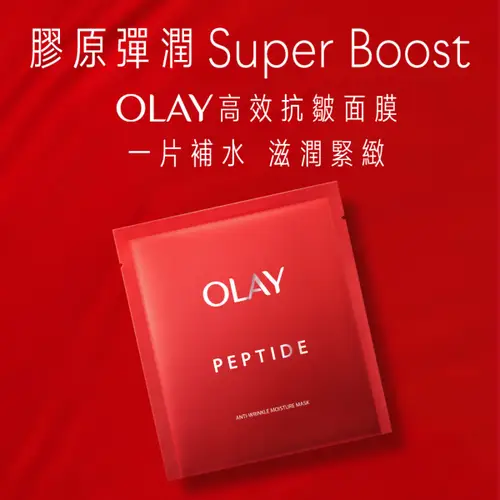 膠原彈潤 Super Boost
OLAY高效抗皺面膜
一片補水 滋潤緊緻
OLAY
PEPTIDE
ANTI-WRINKLE MOISTURE MASK